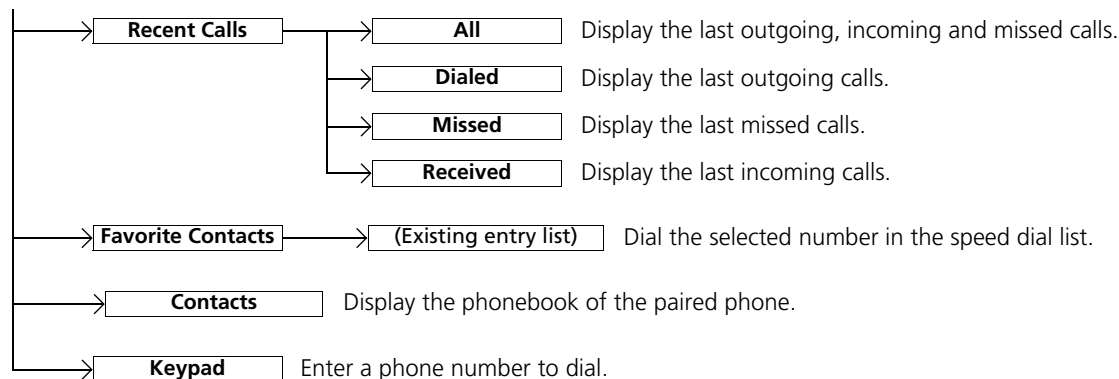 Recent Calls All Display the last outgoing, incoming and missed calls.
Dialed Display the last outgoing calls.
Missed Display the last missed calls.
Received Display the last incoming calls.
Favorite Contacts (Existing entry list) Dial the selected number in the speed dial list.
Contacts Display the phonebook of the paired phone.
Keypad Enter a phone number to dial.